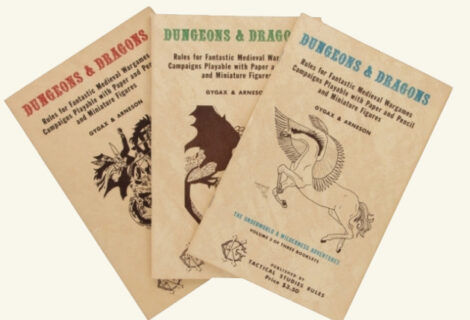 DUNGEONS & DRAGONS
Rules for Fantastic Medieval Wargames
Campaigns Playable with Paper and Pencil
and Miniature Figures
GYGAX & ARNESON
DUNGEONS & DRAGONS
Rules for Fantastic Medieval War
Campaigns Playable with Paper a
and Miniature Figures
GYGAX & ARNESON
DUNGEONS & DRAGONS
Rules for Fantastic Medieval Wargames
Campaigns Playable with Paper and Pencil
and Miniature Figures
GYGAX & ARNESON
THE UNDERWORLD & WILDERNESS ADVENTURES
VOLUME 3 OF THREE BOOKLETS
PUBLISHED BY
TACTICAL STUDIES RULES
Price $3.50